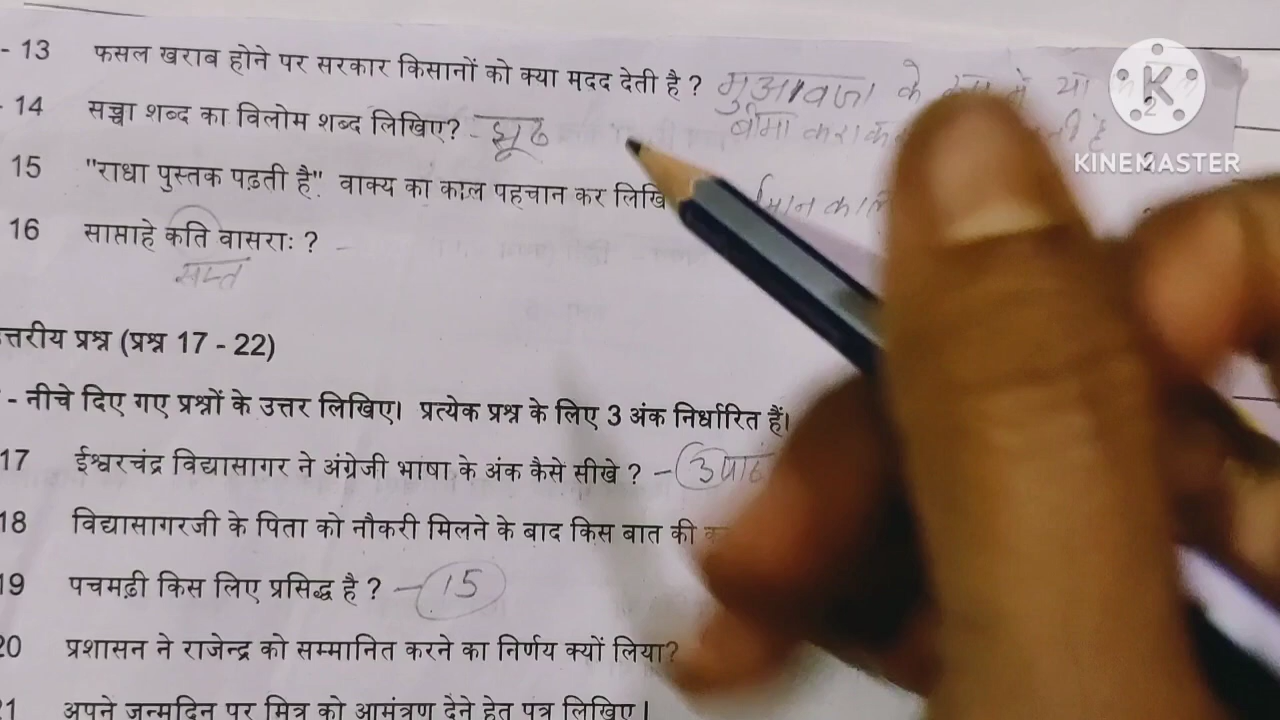 - 13 फसल खराब होने पर सरकार किसानों को क्या मदद देती है ? मुआवजा के
बीमा
- 14 सच्चा शब्द का विलोम शब्द लिखिए? - झूठ
15 "राधा पुस्तक पढ़ती है" वाक्य का काल पहचान कर लिखि
16 साप्ताहे कति वासराः ? -
सप्त
त्तरीय प्रश्न (प्रश्न 17 - 22)
- नीचे दिए गए प्रश्नों के उत्तर लिखिए। प्रत्येक प्रश्न के लिए 3 अंक निर्धारित हैं।
17 ईश्वरचंद्र विद्यासागर ने अंग्रेजी भाषा के अंक कैसे सीखे ? - 3 पाठ
18 विद्यासागरजी के पिता को नौकरी मिलने के बाद किस बात की
19 पचमढ़ी किस लिए प्रसिद्ध है ? - 15
20 प्रशासन ने राजेन्द्र को सम्मानित करने का निर्णय क्यों लिया?
21 अपने जन्मदिन पर मित्र को आमंत्रण देने हेतु पत्र लिखिए।
K
2
KINEMASTER